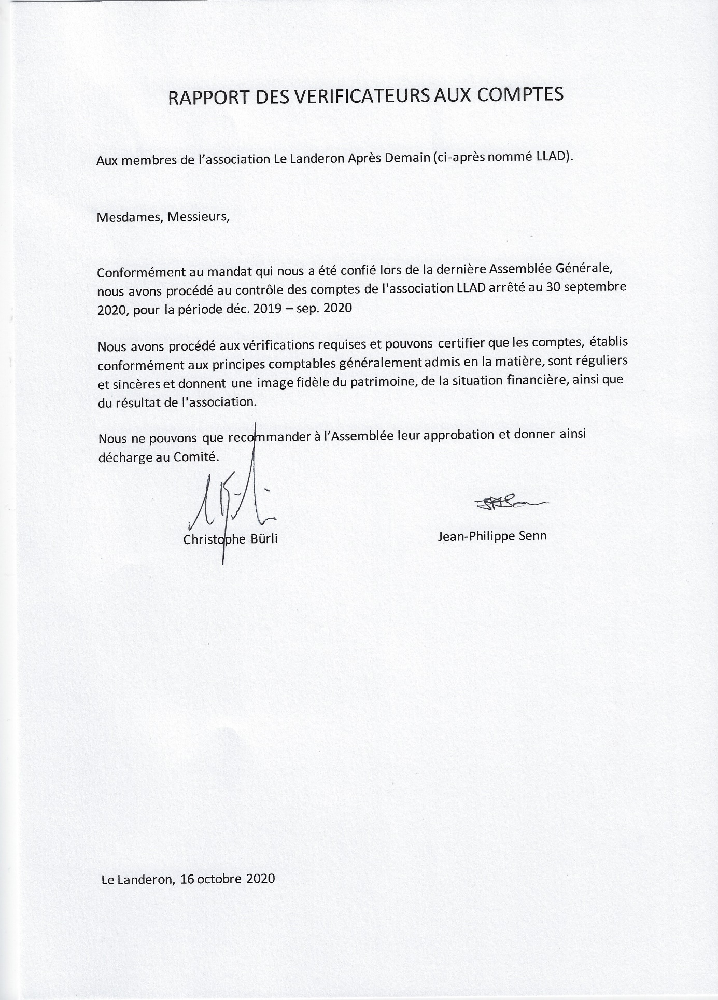 RAPPORT DES VERIFICATEURS AUX COMPTES
Aux membres de l'association Le Landeron Après Demain (ci-après nommé LLAD).
Mesdames, Messieurs,
Conformément au mandat qui nous a été confié lors de la dernière Assemblée Générale,
nous avons procédé au contrôle des comptes de l'association LLAD arrêté au 30 septembre
2020, pour la période déc. 2019 – sep. 2020
Nous avons procédé aux vérifications requises et pouvons certifier que les comptes, établis
conformément aux principes comptables généralement admis en la matière, sont réguliers
et sincères et donnent une image fidèle du patrimoine, de la situation financière, ainsi que
du résultat de l'association.
Nous ne pouvons que recommander à l'Assemblée leur approbation et donner ainsi
décharge au Comité.
Christophe Bürli
Jean-Philippe Senn
Le Landeron, 16 octobre 2020